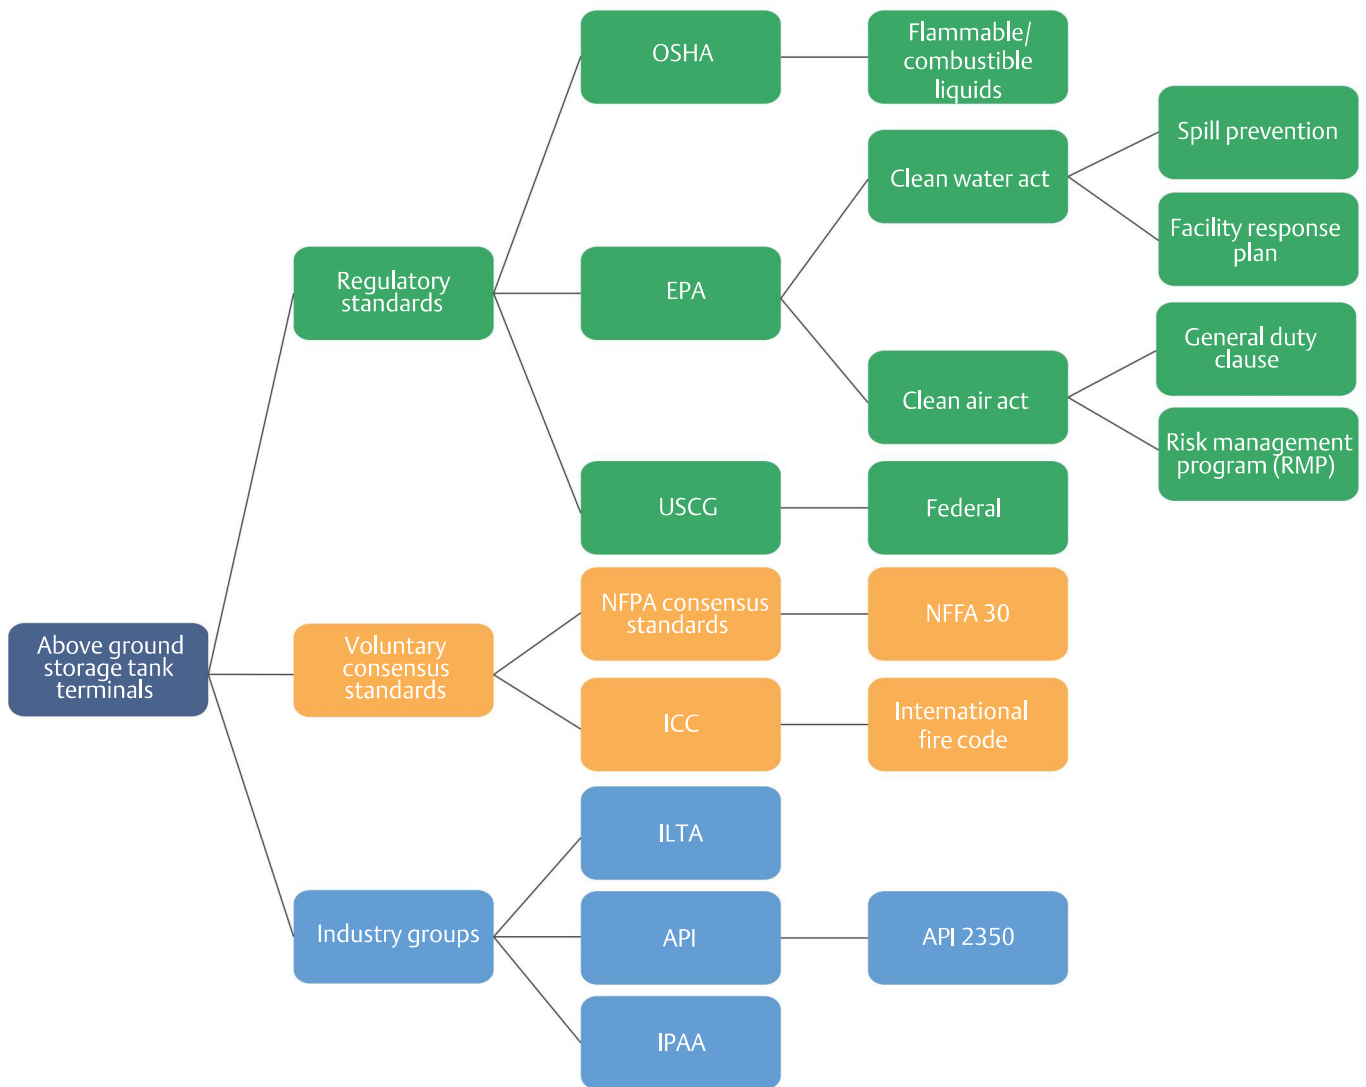 OSHA
Flammable/
combustible
liquids
Spill prevention
Clean water act
Facility response
plan
Regulatory
standards
EPA
General duty
clause
Clean air act
Risk management
program (RMP)
USCG
Federal
NFPA consensus
standards
NFFA 30
Above ground
storage tank
terminals
Voluntary
consensus
standards
ICC
International
fire code
ILTA
Industry groups
API
API 2350
IPAA